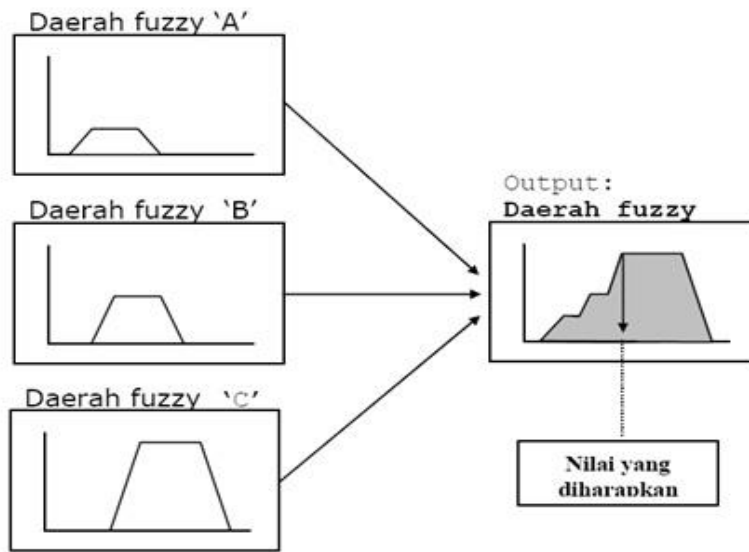 Daerah fuzzy ‘A’
Daerah fuzzy ‘B’
Daerah fuzzy ‘C’
Output:
Daerah fuzzy
Nilai yang
diharapkan